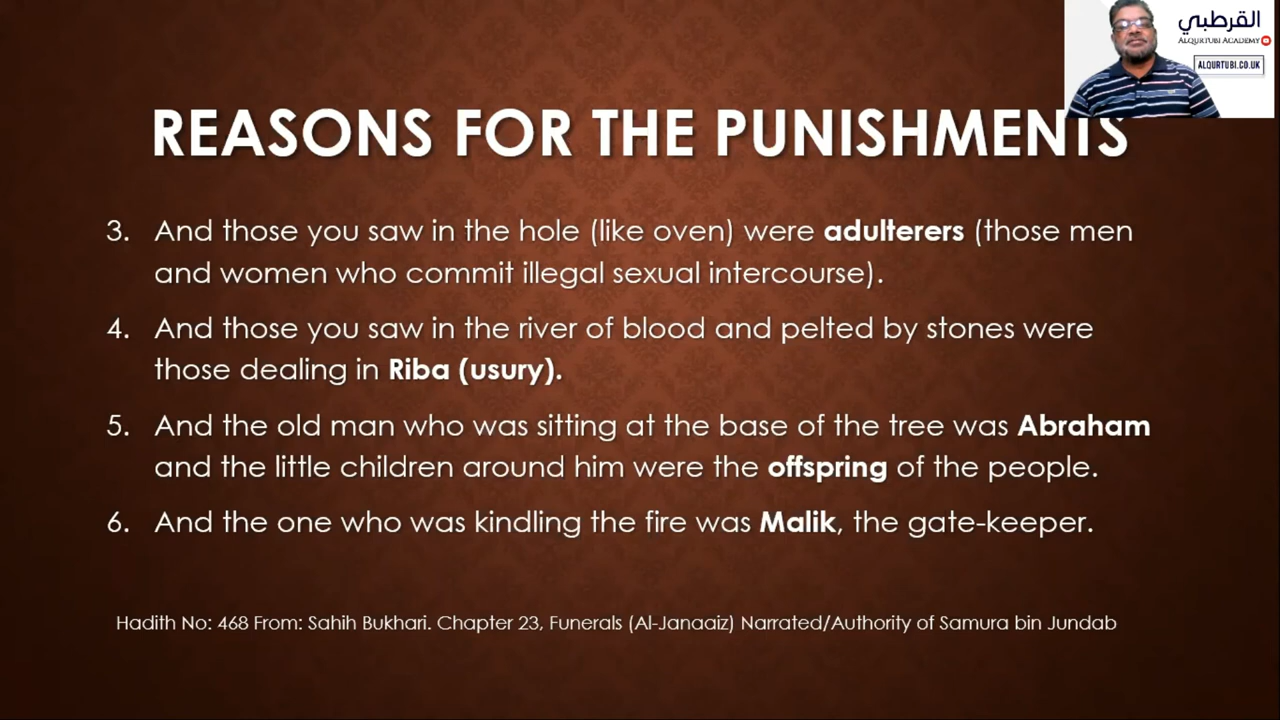 القرطبي
ALQURTUBI ACADEMY
ALQURTUBI.CO.UK
REASONS FOR THE PUNISHMENTS
3. And those you saw in the hole (like oven) were adulterers (those men
and women who commit illegal sexual intercourse).
4. And those you saw in the river of blood and pelted by stones were
those dealing in Riba (usury).
5. And the old man who was sitting at the base of the tree was Abraham
and the little children around him were the offspring of the people.
6. And the one who was kindling the fire was Malik, the gate-keeper.
Hadith No: 468 From: Sahih Bukhari. Chapter 23, Funerals (Al-Janaaiz) Narrated/Authority of Samura bin Jundab